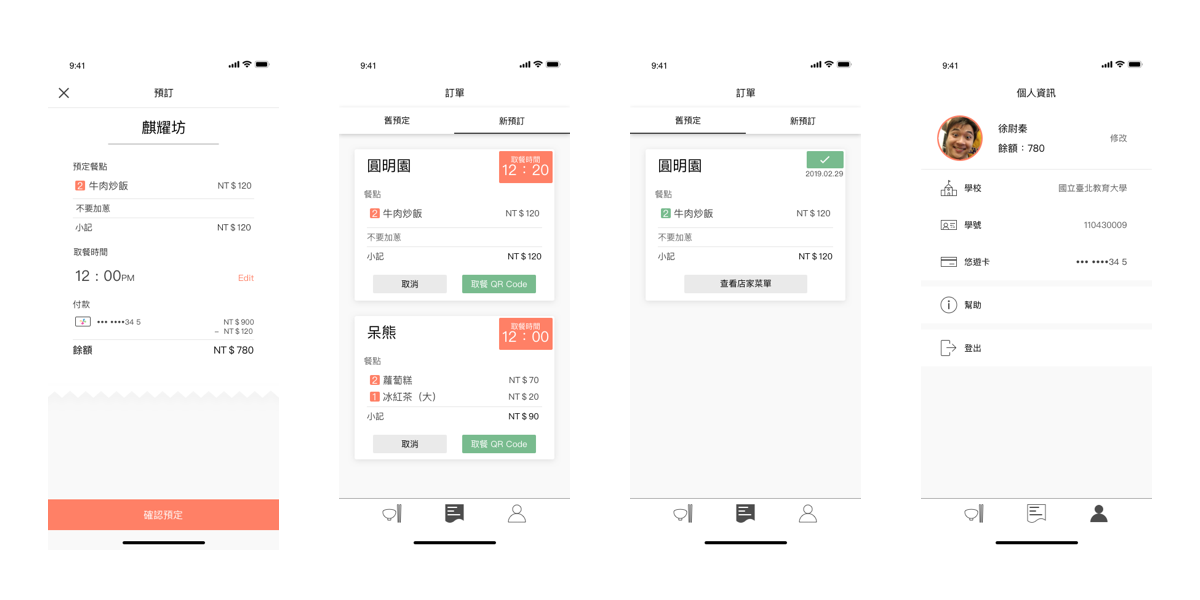 9:41
預訂
麒耀坊
預定餐點
2 牛肉炒飯 NT $ 120
不要加蔥
小記 NT $ 120
取餐時間
12：00PM Edit
付款
••• ••••34 5 NT $ 900
– NT $ 120
餘額 NT $ 780
確認預定
9:41
訂單
舊預定 新預訂
圓明園
取餐時間
12：20
餐點
2 牛肉炒飯 NT $ 120
不要加蔥
小記 NT $ 120
取消 取餐 QR Code
呆熊
取餐時間
12：00
餐點
2 蘿蔔糕 NT $ 70
1 冰紅茶（大） NT $ 20
小記 NT $ 90
取消 取餐 QR Code
9:41
訂單
舊預定 新預訂
圓明園
2019.02.29
餐點
2 牛肉炒飯 NT $ 120
不要加蔥
小記 NT $ 120
查看店家菜單
9:41
個人資訊
徐尉秦
餘額：780
修改
學校 國立臺北教育大學
學號 110430009
悠遊卡 ••• ••••34 5
幫助
登出